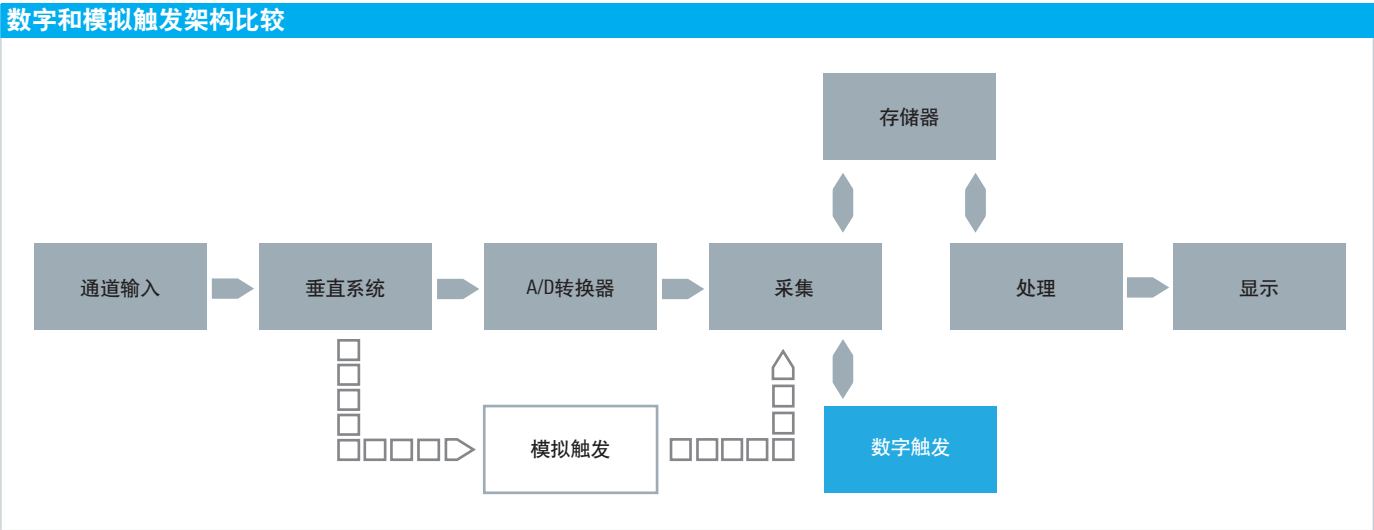 数字和模拟触发架构比较
存储器
通道输入
垂直系统
A/D转换器
采集
处理
显示
模拟触发
数字触发